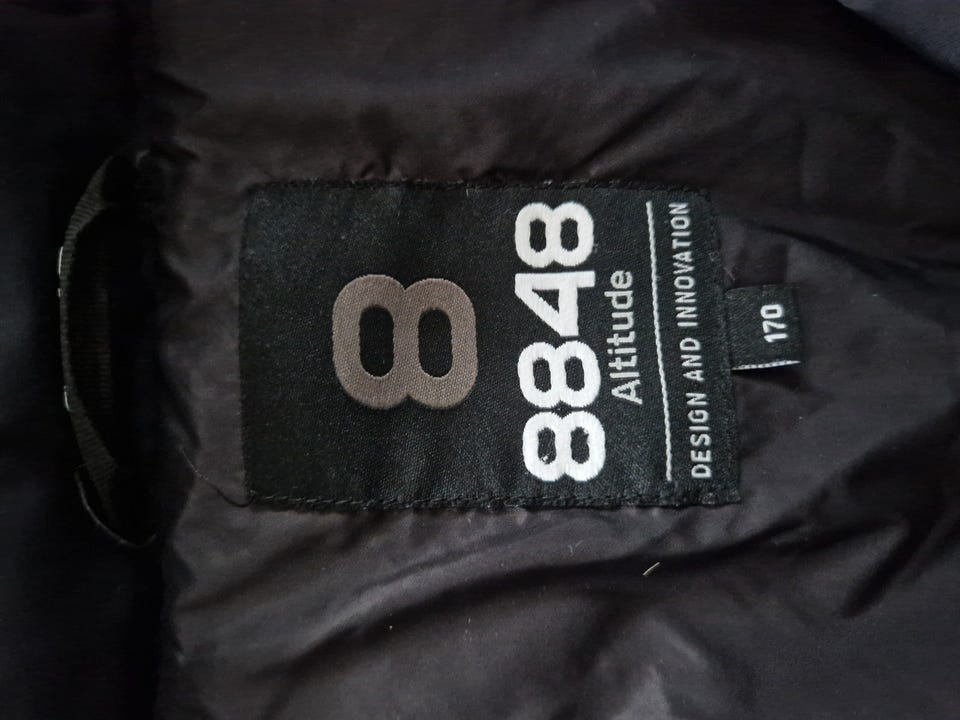 8
8848
Altitude
DESIGN AND INNOVATION
170